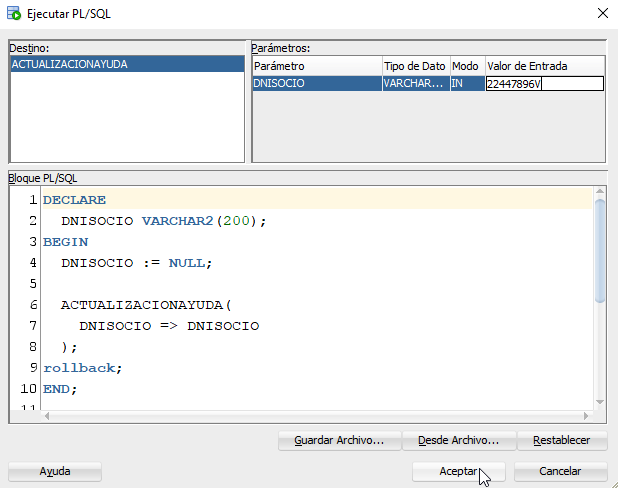 Ejecutar PL/SQL
Destino:
ACTUALIZACIONAYUDA
Parámetros:
Parámetro Tipo de Dato Modo Valor de Entrada
DNISOCIO VARCHAR... IN 22447896V
Bloque PL/SQL
1 DECLARE
2 DNISOCIO VARCHAR2(200);
3 BEGIN
4 DNISOCIO := NULL;
5
6 ACTUALIZACIONAYUDA(
7 DNISOCIO => DNISOCIO
8 );
9 rollback;
10 END;
11
Guardar Archivo... Desde Archivo... Restablecer
Ayuda Aceptar Cancelar